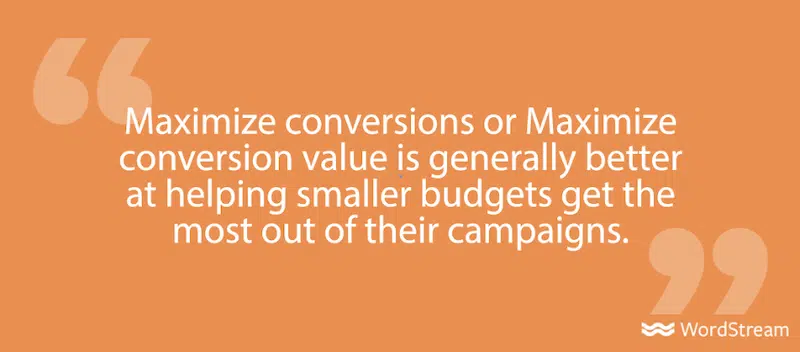 Maximize conversions or Maximize
conversion value is generally better
at helping smaller budgets get the
most out of their campaigns.
WordStream